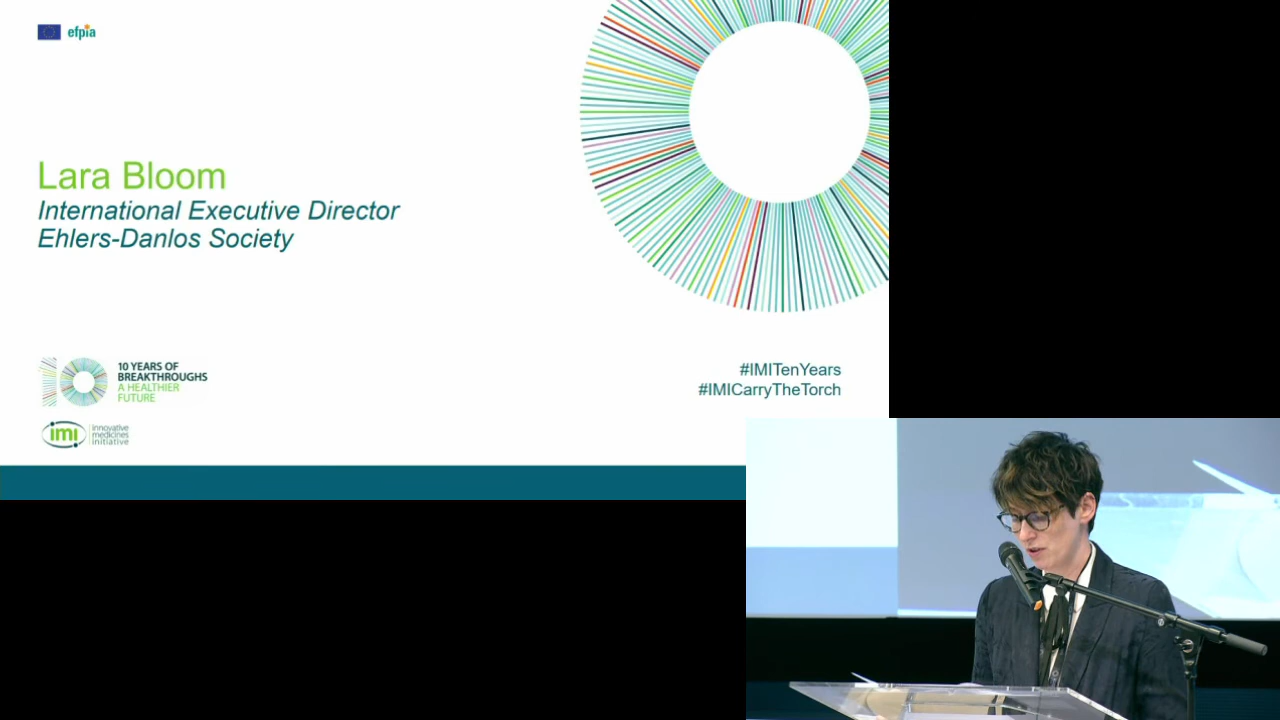 efpia
Lara Bloom
International Executive Director
Ehlers-Danlos Society
10 YEARS OF
BREAKTHROUGHS
A HEALTHIER
FUTURE
#IMITenYears
#IMICarryTheTorch
imi
innovative
medicines
initiative